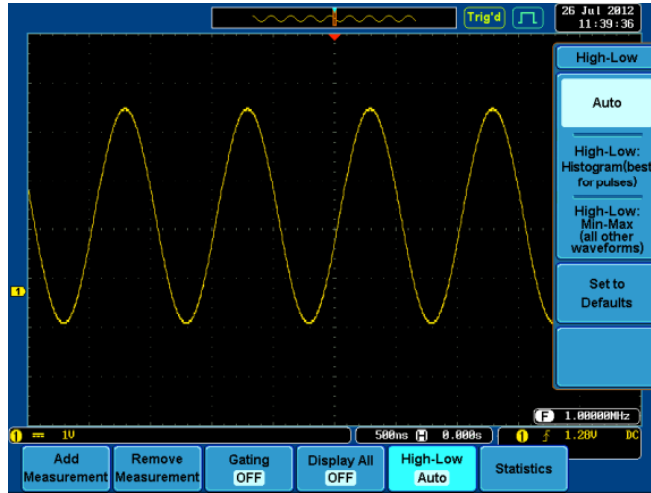 Trig'd
26 Jul 2012
11:39:36
High-Low
Auto
High-Low:
Histogram(best
for pulses)
High-Low:
Min-Max
(all other
waveforms)
Set to
Defaults
1
F 1.00000MHz
1 1V
500ns H 0.000s
1 1.28V DC
Add
Measurement
Remove
Measurement
Gating
OFF
Display All
OFF
High-Low
Auto
Statistics